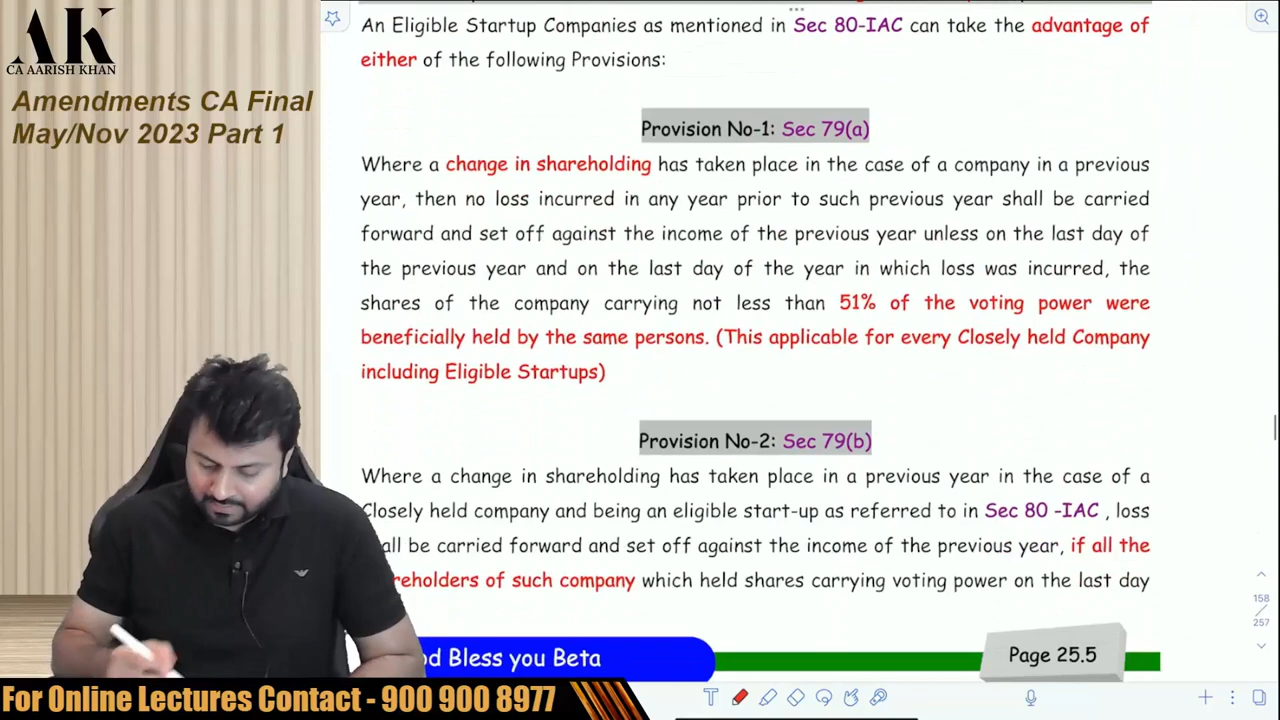 AK
CA AARISH KHAN
Amendments CA Final
May/Nov 2023 Part 1
An Eligible Startup Companies as mentioned in Sec 80-IAC can take the advantage of
either of the following Provisions:
Provision No-1: Sec 79(a)
Where a change in shareholding has taken place in the case of a company in a previous
year, then no loss incurred in any year prior to such previous year shall be carried
forward and set off against the income of the previous year unless on the last day of
the previous year and on the last day of the year in which loss was incurred, the
shares of the company carrying not less than 51% of the voting power were
beneficially held by the same persons. (This applicable for every Closely held Company
including Eligible Startups)
Provision No-2: Sec 79(b)
Where a change in shareholding has taken place in a previous year in the case of a
Closely held company and being an eligible start-up as referred to in Sec 80 -IAC , loss
be carried forward and set off against the income of the previous year, if all the
of such company which held shares carrying voting power on the last day
Bless you Beta
Page 25.5
158
257
For Online Lectures Contact - 900 900 8977